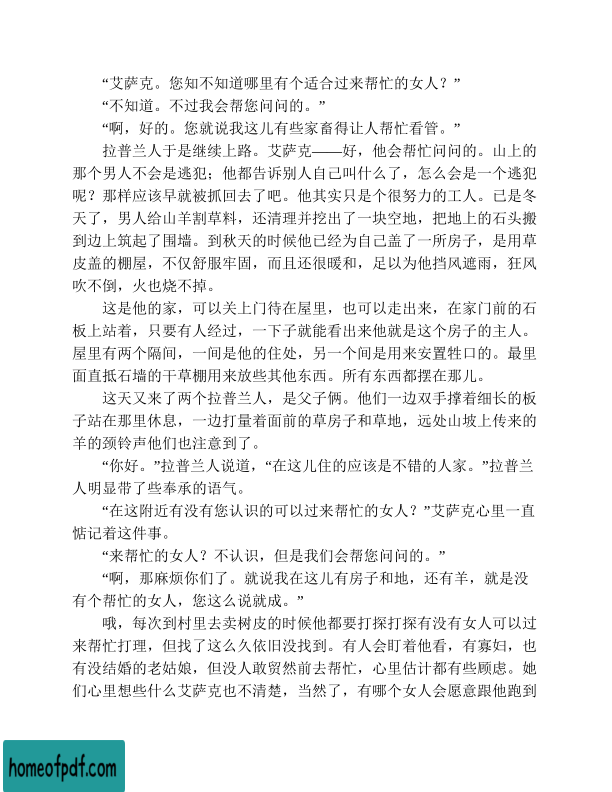 “艾萨克。您知不知道哪里有个适合过来帮忙的女人？”
“不知道。不过我会帮您问问的。”
“啊，好的。您就说我这儿有些家畜得让人帮忙看管。”
拉普兰人于是继续上路。艾萨克——好，他会帮忙问问的。山上的
那个男人不会是逃犯；他都告诉别人自己叫什么了，怎么会是一个逃犯
呢？那样应该早就被抓回去了吧。他其实只是个很努力的工人。已是冬
天了，男人给山羊割草料，还清理并挖出了一块空地，把地上的石头搬
到边上筑起了围墙。到秋天的时候他已经为自己盖了一所房子，是用草
皮盖的棚屋，不仅舒服牢固，而且还很暖和，足以为他挡风遮雨，狂风
吹不倒，火也烧不掉。
这是他的家，可以关上门待在屋里，也可以走出来，在家门前的石
板上站着，只要有人经过，一下子就能看出来他就是这个房子的主人。
屋里有两个隔间，一间是他的住处，另一个间是用来安置牲口的。最里
面直抵石墙的干草棚用来放些其他东西。所有东西都摆在那儿。
这天又来了两个拉普兰人，是父子俩。他们一边双手撑着细长的板
子站在那里休息，一边打量着面前的草房子和草地，远处山坡上传来的
羊的颈铃声他们也注意到了。
“你好。”拉普兰人说道，“在这儿住的应该是不错的人家。”拉普兰
人明显带了些奉承的语气。
“在这附近有没有您认识的可以过来帮忙的女人？”艾萨克心里一直
惦记着这件事。
“来帮忙的女人？不认识，但是我们会帮您问问的。”
“啊，那麻烦你们了。就说我在这儿有房子和地，还有羊，就是没
有个帮忙的女人，您这么说就成。”
哦，每次到村里去卖树皮的时候他都要打探打探有没有女人可以过
来帮忙打理，但找了这么久依旧没找到。有人会盯着他看，有寡妇，也
有没结婚的老姑娘，但没人敢贸然前去帮忙，心里估计都有些顾虑。她
们心里想些什么艾萨克也不清楚，当然了，有哪个女人会愿意跟他跑到
homeofpdf.com